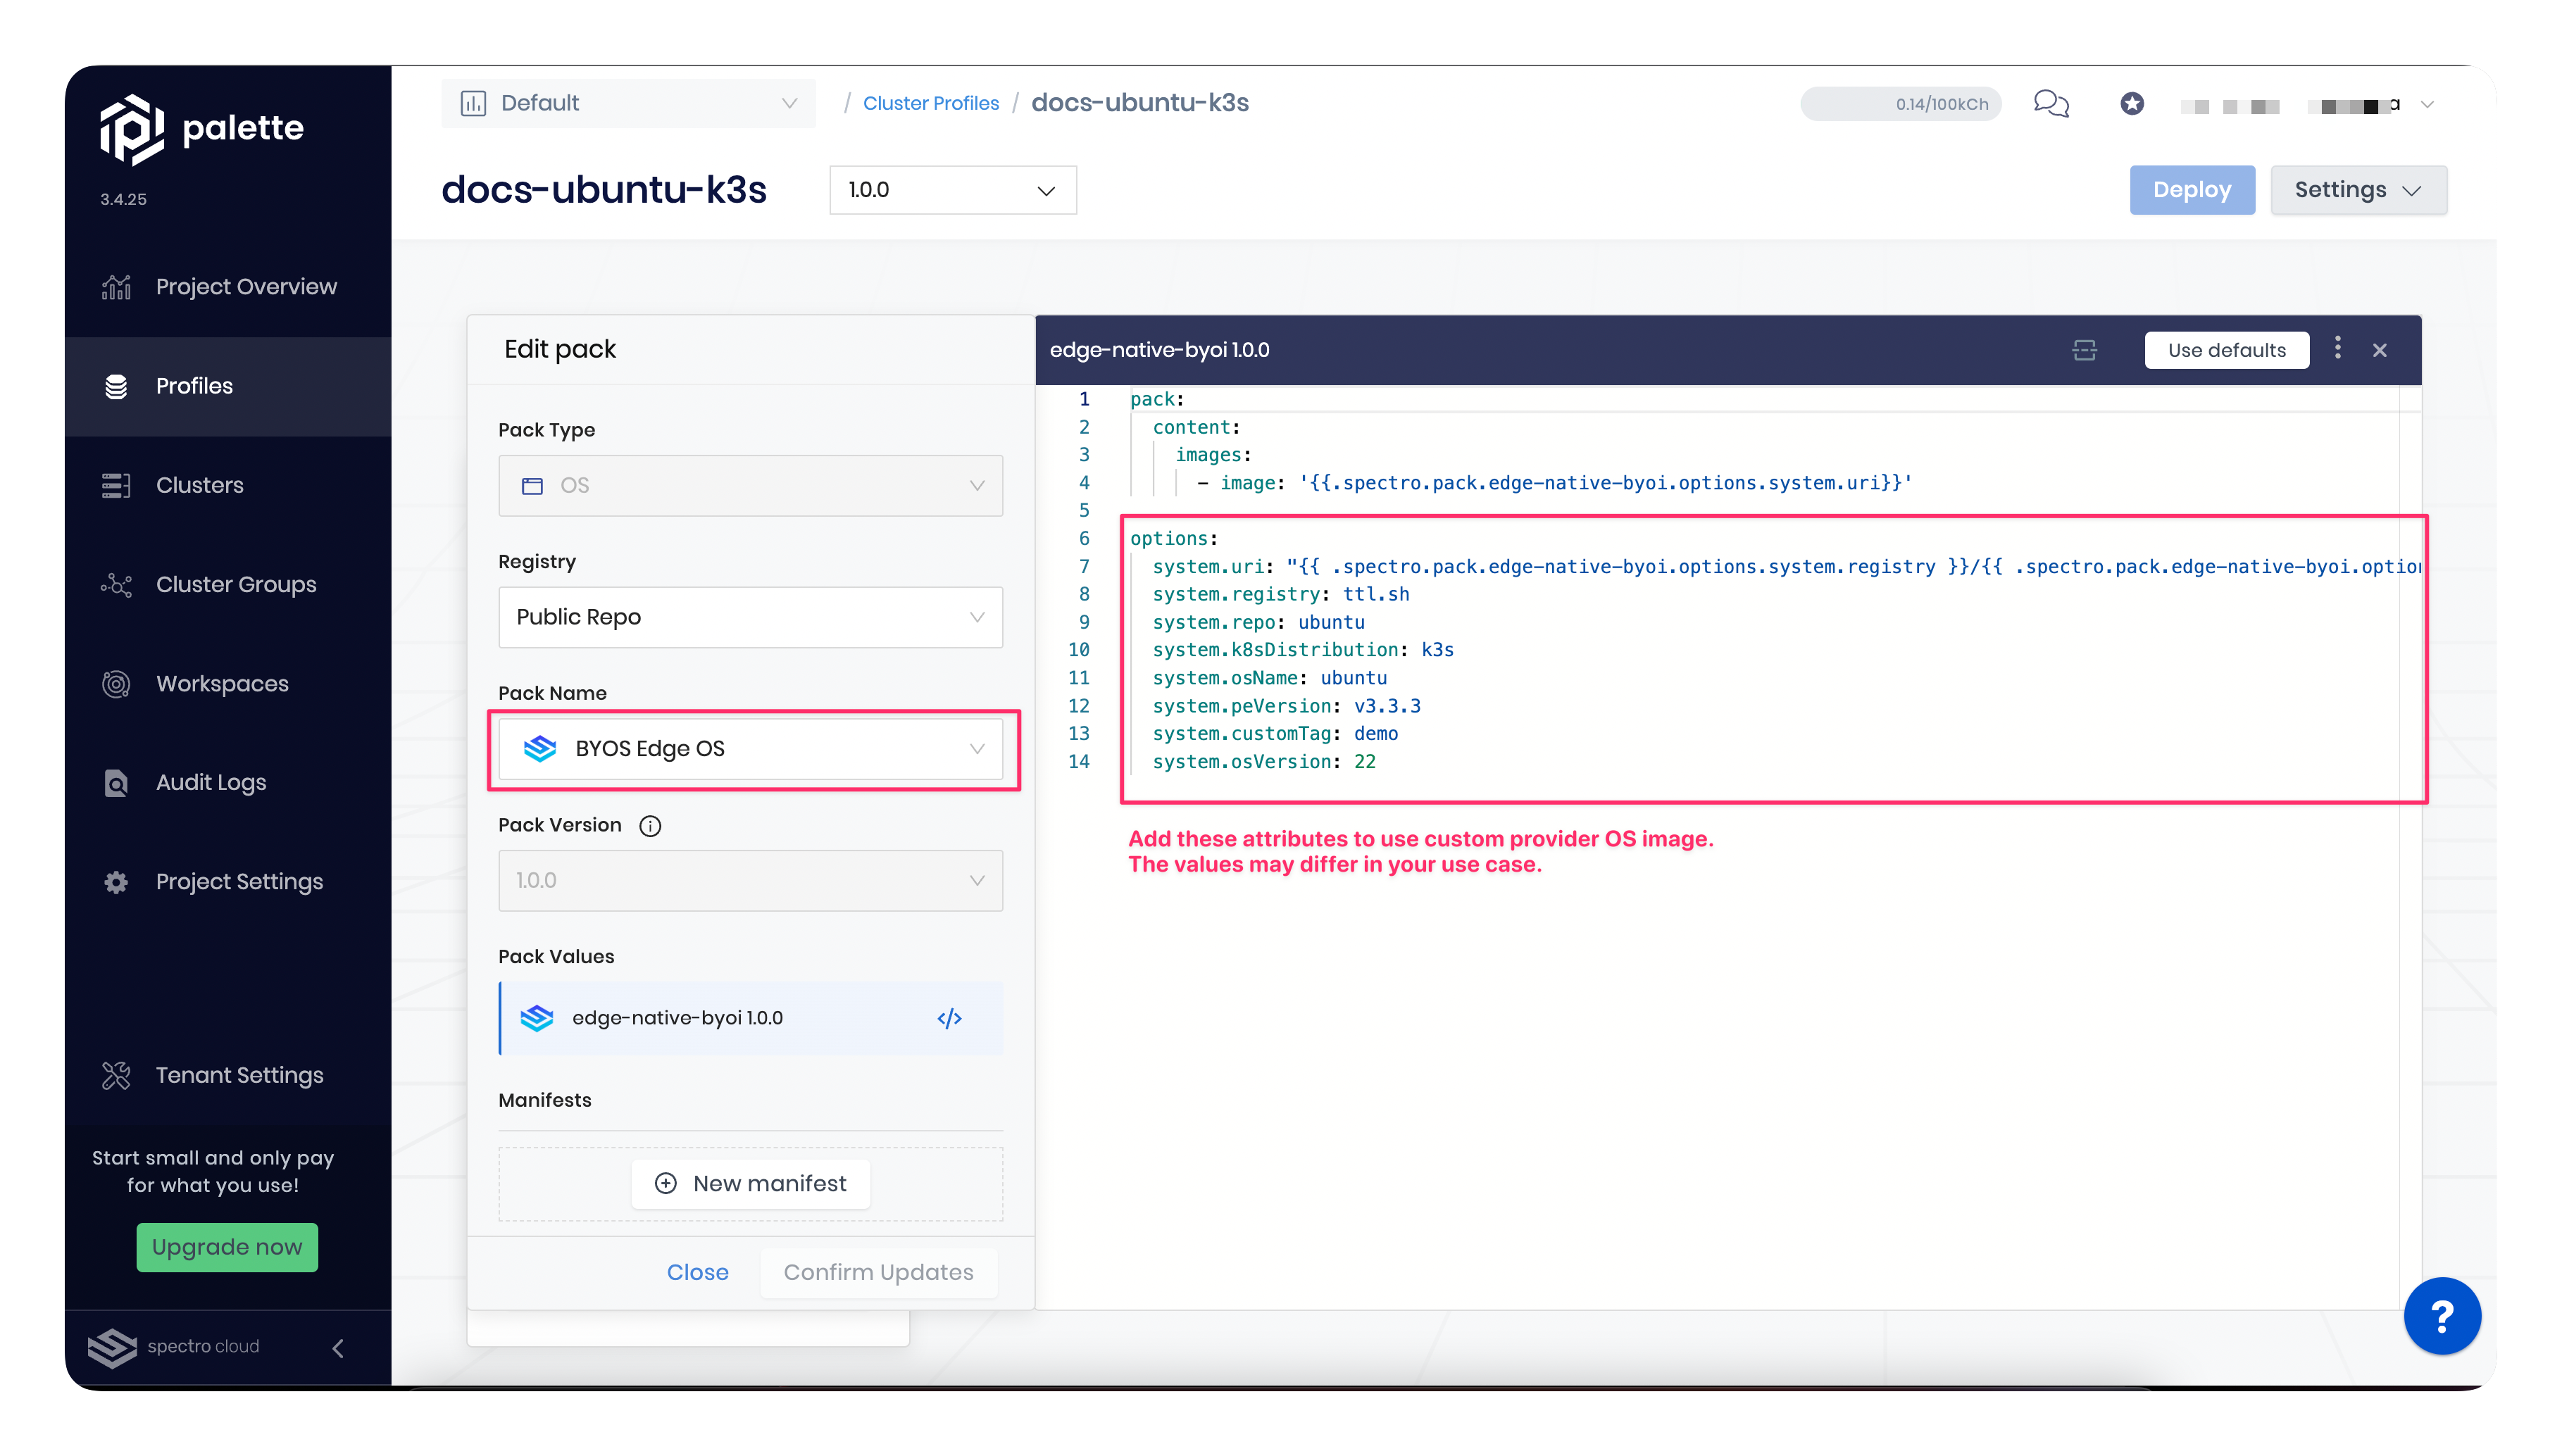 palette
3.4.25
Project Overview
Profiles
Clusters
Cluster Groups
Workspaces
Audit Logs
Project Settings
Tenant Settings
Start small and only pay
for what you use!
Upgrade now
spectro cloud
Default
/ Cluster Profiles / docs-ubuntu-k3s
0.14/100kCh
docs-ubuntu-k3s
1.0.0
Deploy
Settings
Edit pack
Pack Type
OS
Registry
Public Repo
Pack Name
BYOS Edge OS
Pack Version
1.0.0
Pack Values
edge-native-byoi 1.0.0
</>
Manifests
New manifest
Close
Confirm Updates
edge-native-byoi 1.0.0
Use defaults
1 pack:
2 content:
3 images:
4 - image: '{{.spectro.pack.edge-native-byoi.options.system.uri}}'
5
6 options:
7 system.uri: "{{ .spectro.pack.edge-native-byoi.options.system.registry }}/{{ .spectro.pack.edge-native-byoi.option
8 system.registry: ttl.sh
9 system.repo: ubuntu
10 system.k8sDistribution: k3s
11 system.osName: ubuntu
12 system.peVersion: v3.3.3
13 system.customTag: demo
14 system.osVersion: 22
Add these attributes to use custom provider OS image.
The values may differ in your use case.
?